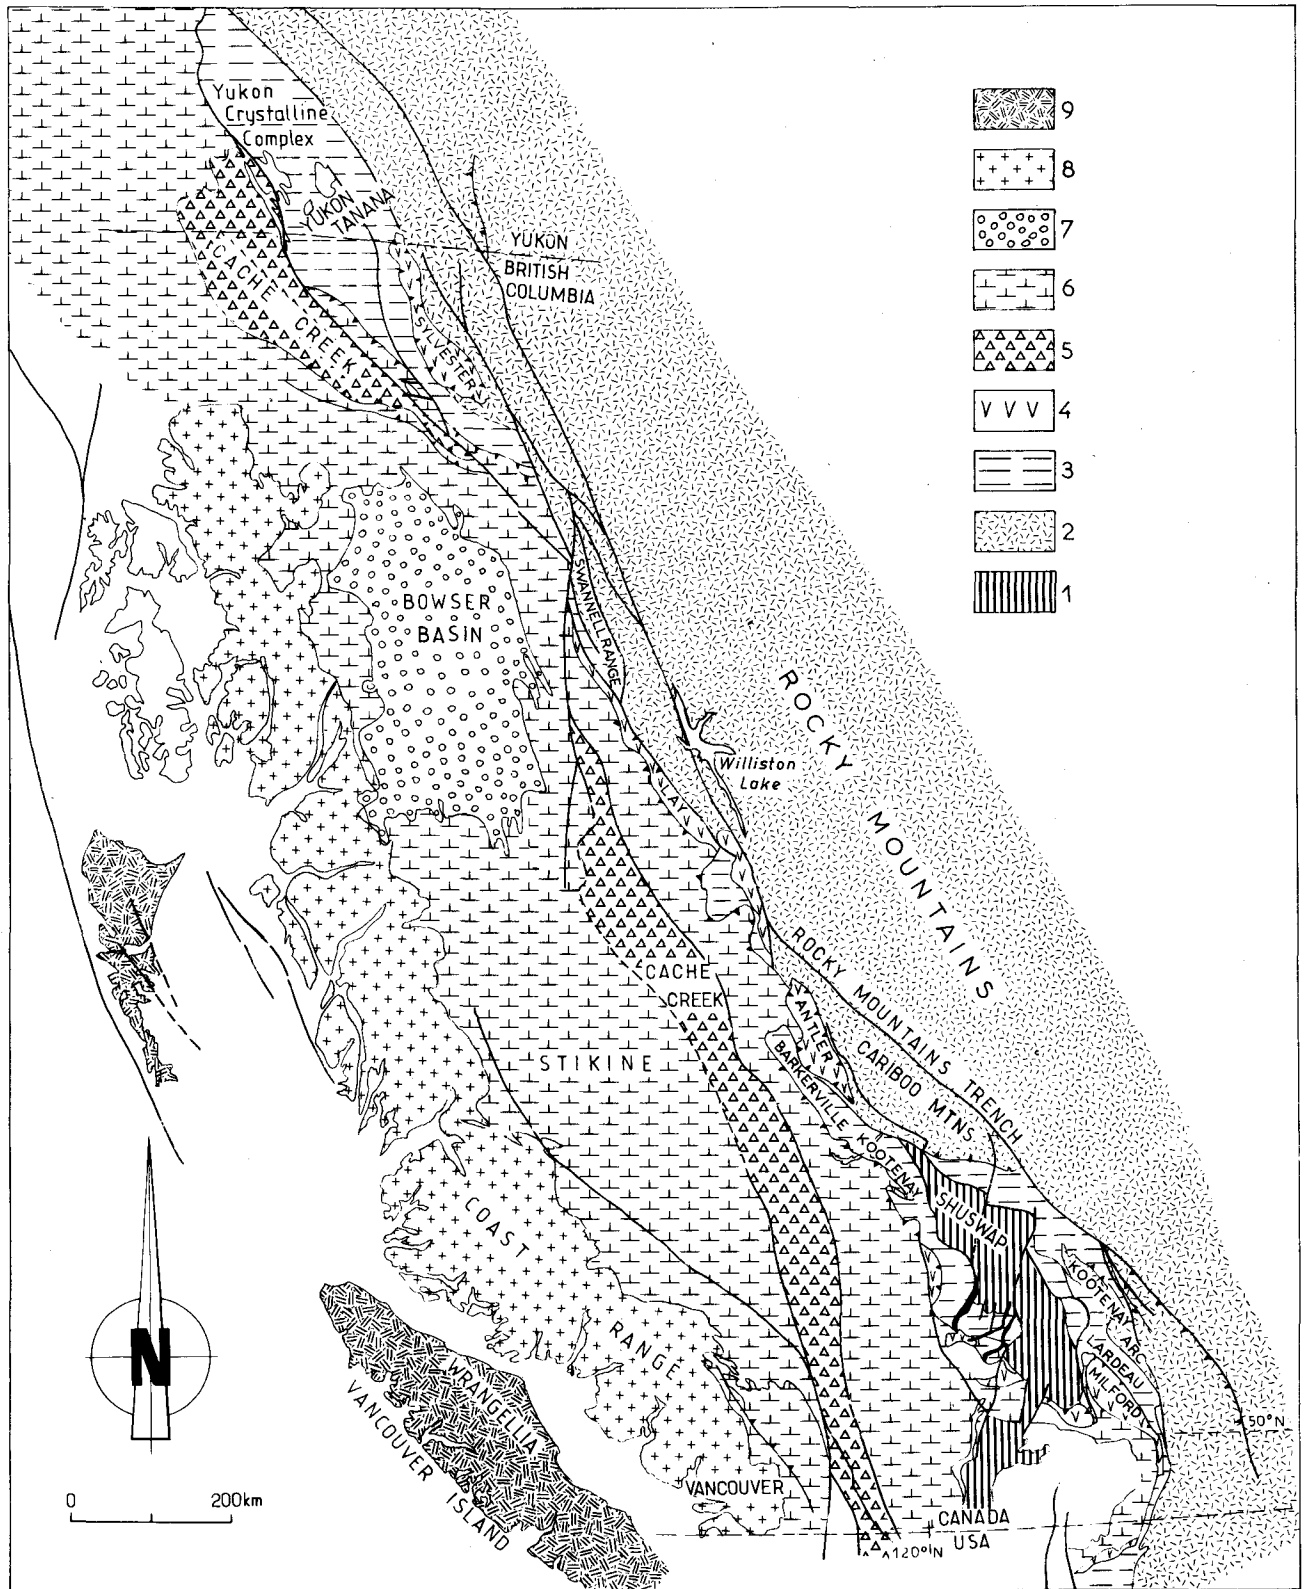 Yukon
Crystalline
Complex
YUKON
TANANA
CACHE CREEK
SYLVESTER
YUKON
BRITISH
COLUMBIA
9
8
7
6
5
4
3
2
1
BOWSER
BASIN
SWANNELL RANGE
Williston
Lake
LAY
ROCKY MOUNTAINS
ROCKY MOUNTAINS TRENCH
CACHE
CREEK
ANTLER
CARIBOO MTNS
BARKERVILLE
STIKINE
KOOTENAY
SHUSWAP
COAST RANGE
KOOTENAY ARC
LARDEAU
MILFORD
WRANGELLIA
VANCOUVER ISLAND
VANCOUVER
50°N
CANADA
USA
120°N
N
0 200km